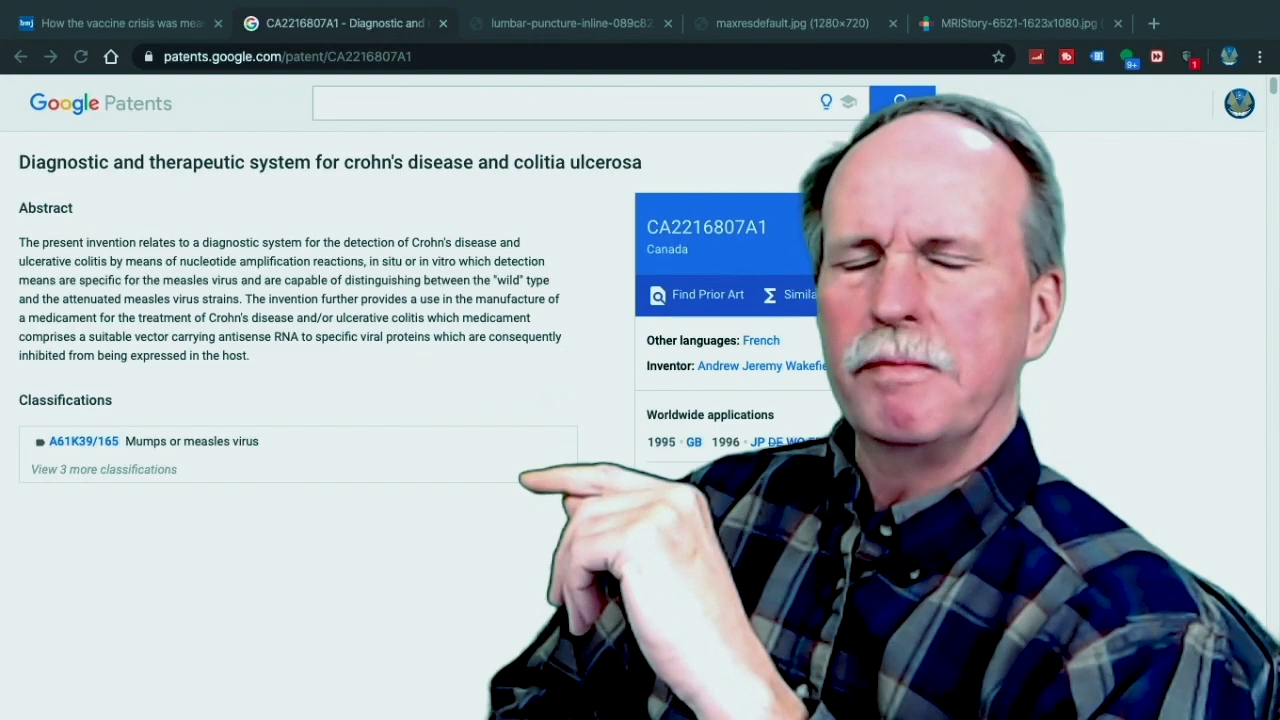 How the vaccine crisis was mea
CA2216807A1 - Diagnostic and
lumbar-puncture-inline-089c82
maxresdefault.jpg (1280×720)
MRIStory-6521-1623x1080.jpg (
patents.google.com/patent/CA2216807A1
9+
1
Google Patents
Diagnostic and therapeutic system for crohn's disease and colitia ulcerosa
Abstract
The present invention relates to a diagnostic system for the detection of Crohn's disease and
ulcerative colitis by means of nucleotide amplification reactions, in situ or in vitro which detection
means are specific for the measles virus and are capable of distinguishing between the "wild" type
and the attenuated measles virus strains. The invention further provides a use in the manufacture of
a medicament for the treatment of Crohn's disease and/or ulcerative colitis which medicament
comprises a suitable vector carrying antisense RNA to specific viral proteins which are consequently
inhibited from being expressed in the host.
Classifications
A61K39/165 Mumps or measles virus
View 3 more classifications
CA2216807A1
Canada
Find Prior Art Simila
Other languages: French
Inventor: Andrew Jeremy Wakefie
Worldwide applications
1995 · GB 1996 · JP DE WO